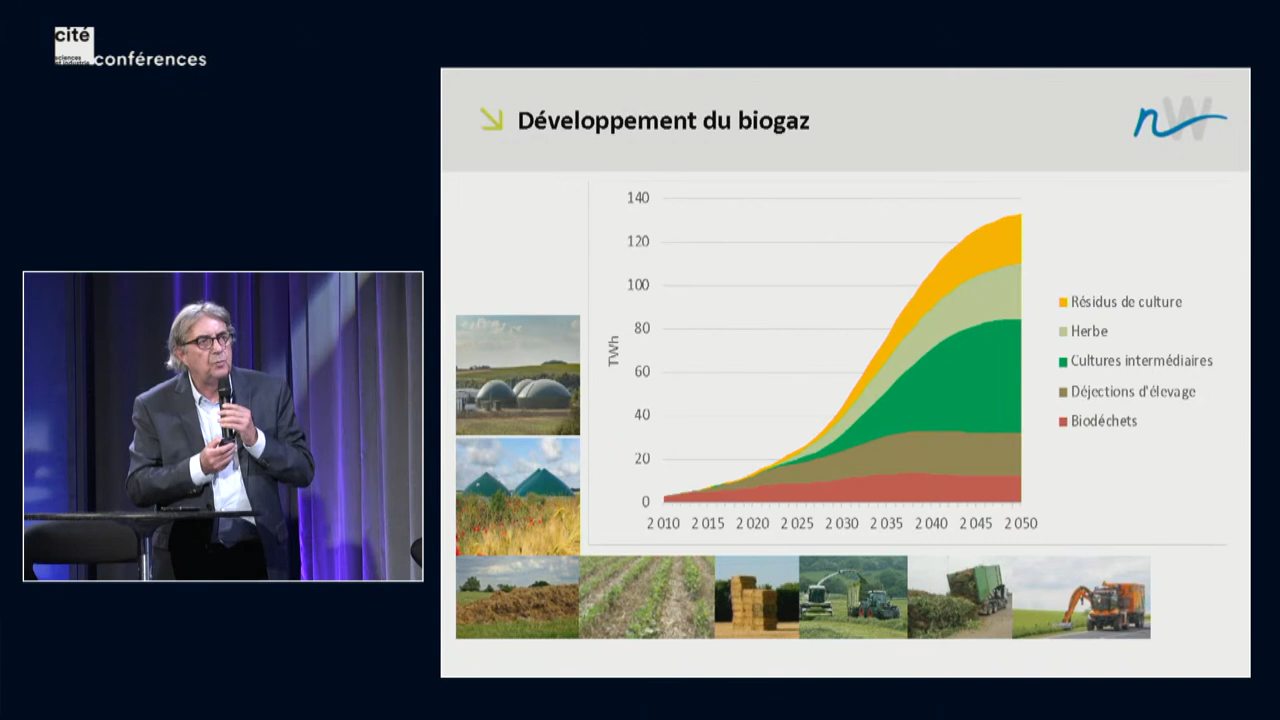 cité
sciences
et industrie
conférences
Développement du biogaz
nW
140
120
100
80
60
40
20
0
TWh
2 010 2 015 2 020 2 025 2 030 2 035 2 040 2 045 2 050
Résidus de culture
Herbe
Cultures intermédiaires
Déjections d'élevage
Biodéchets